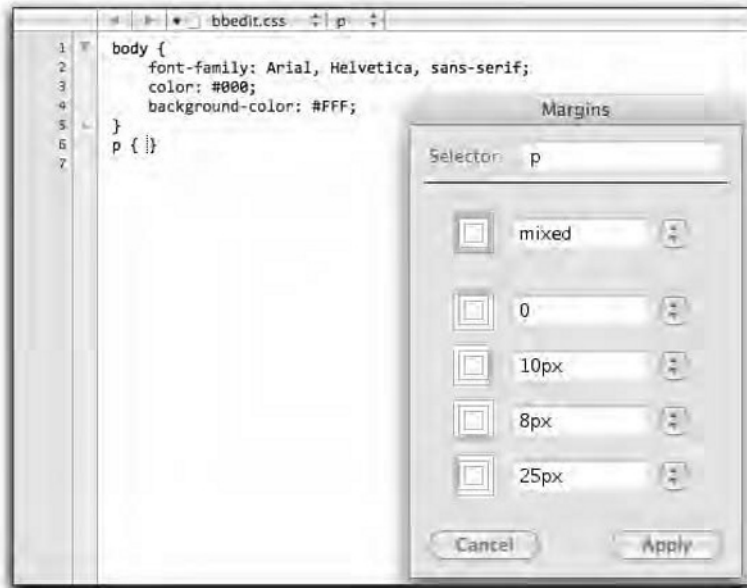 bbedit.css p
1 body {
2 font-family: Arial, Helvetica, sans-serif;
3 color: #000;
4 background-color: #FFF;
5 }
6 p { }
7
Margins
Selector: p
mixed
0
10px
8px
25px
Cancel Apply